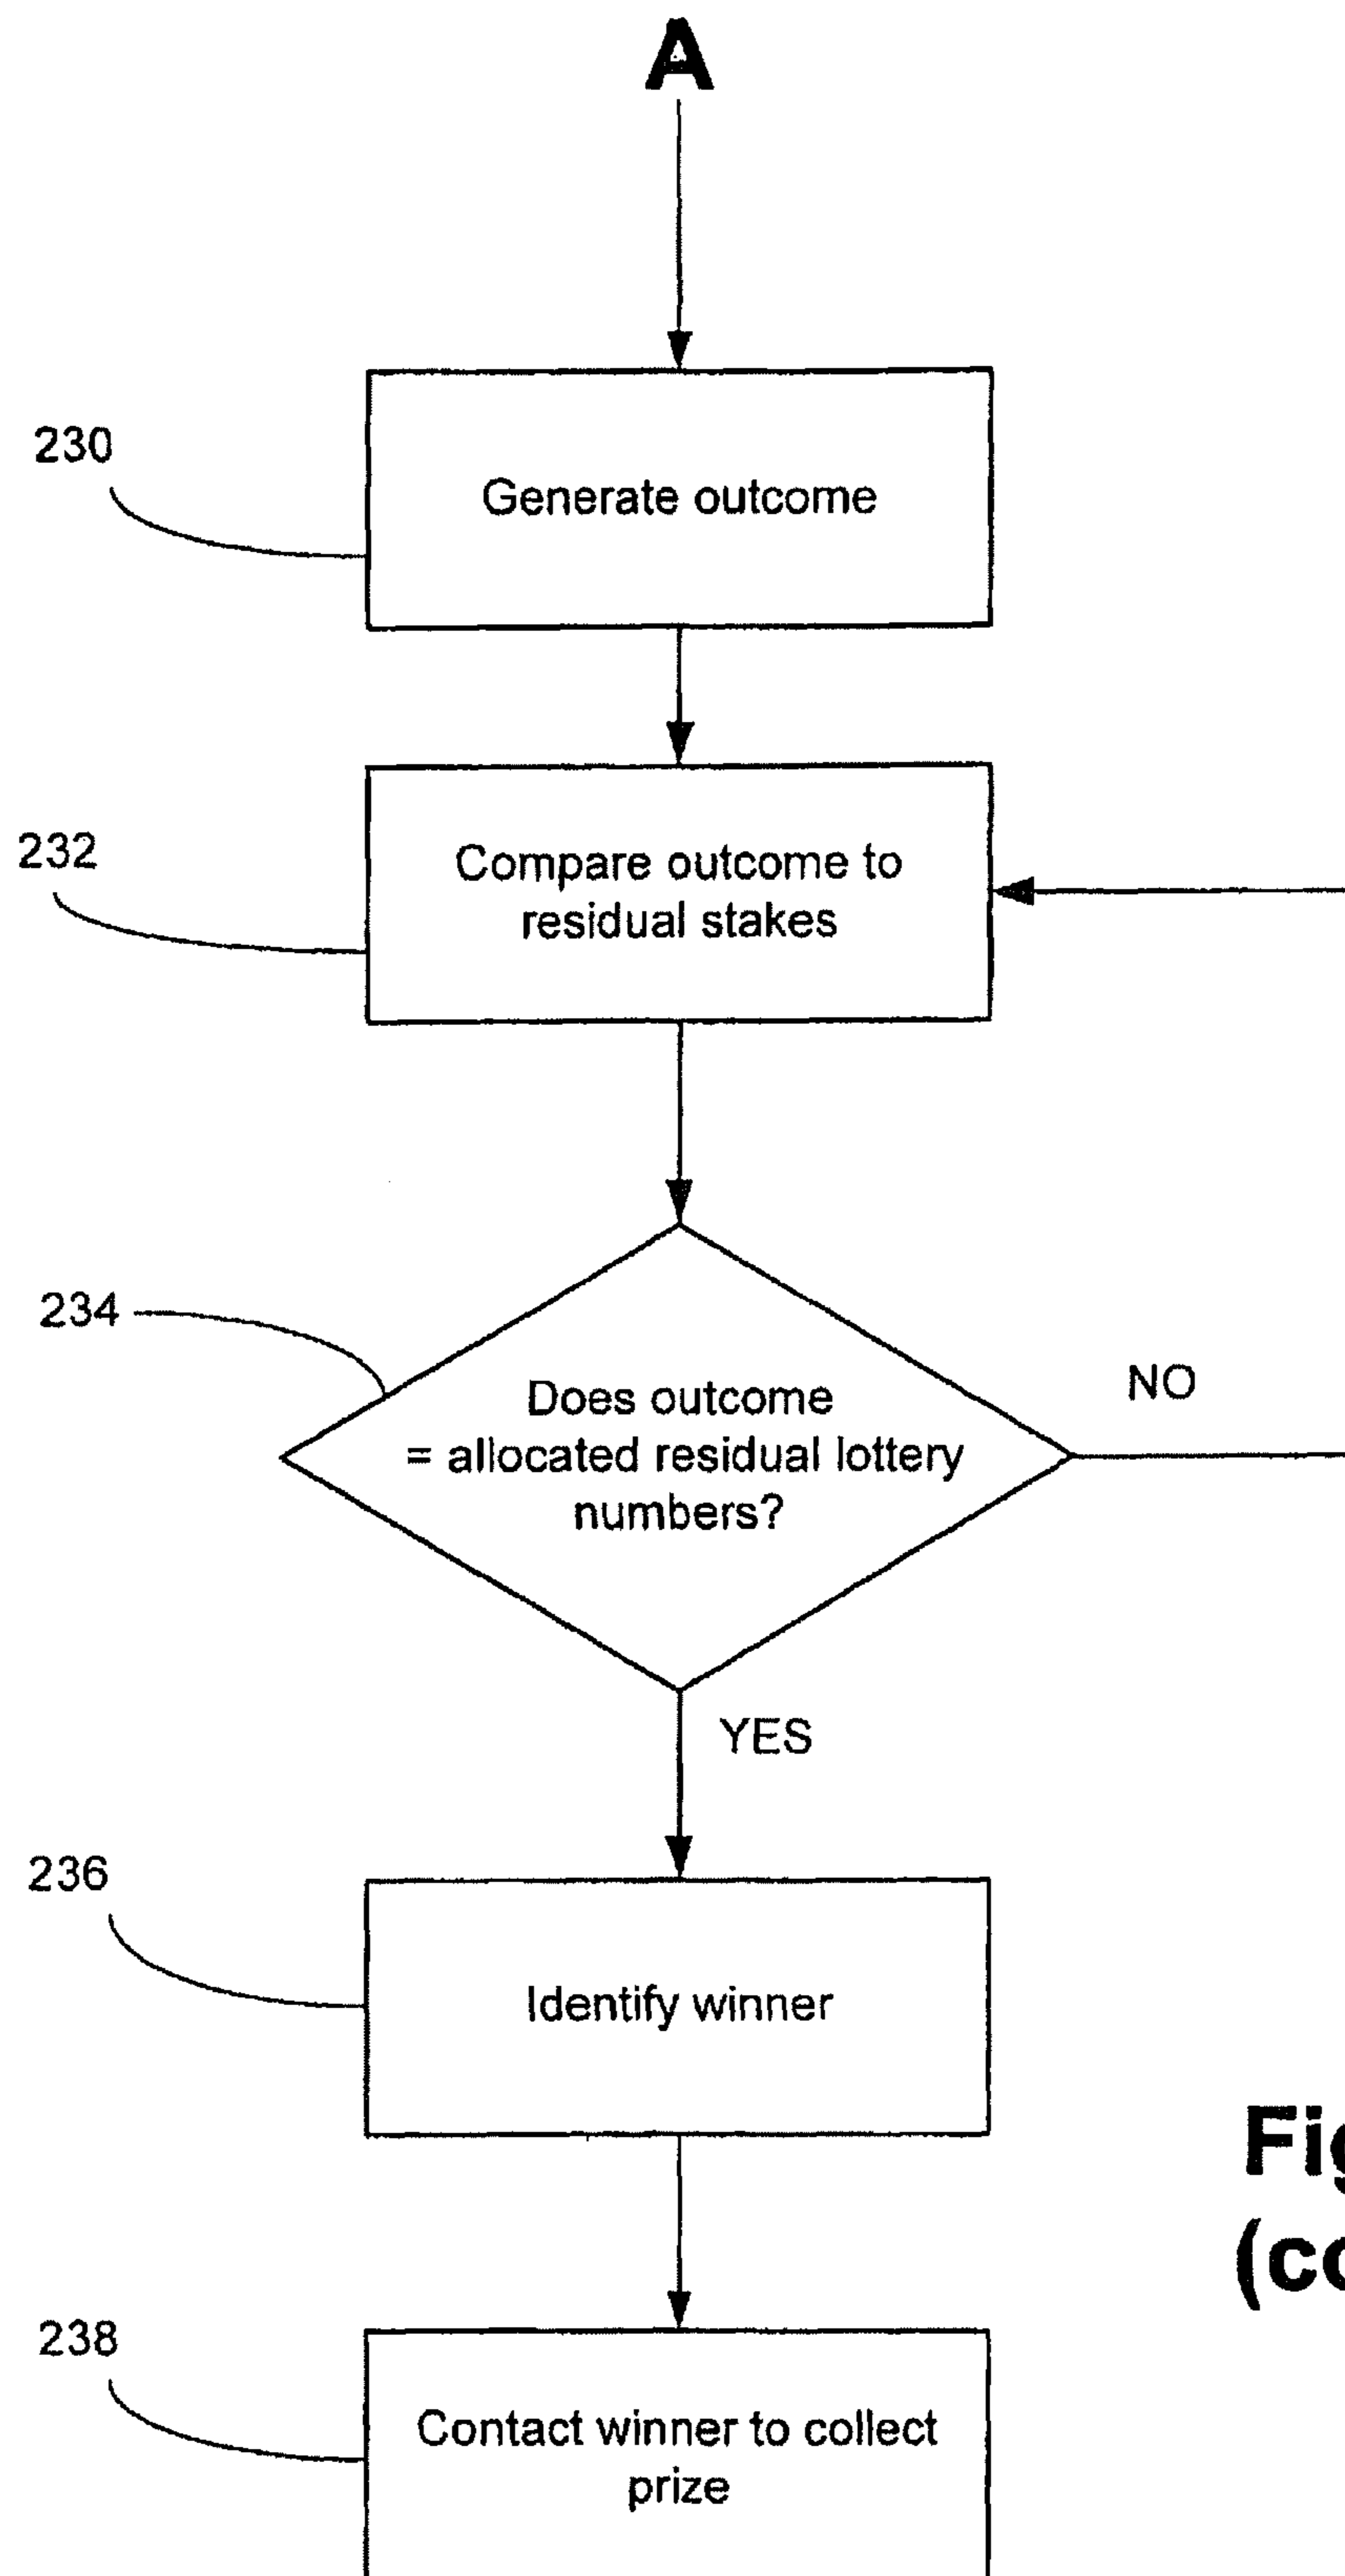 A
230
Generate outcome
232
Compare outcome to
residual stakes
234
Does outcome
= allocated residual lottery
numbers?
NO
YES
236
Identify winner
238
Contact winner to collect
prize